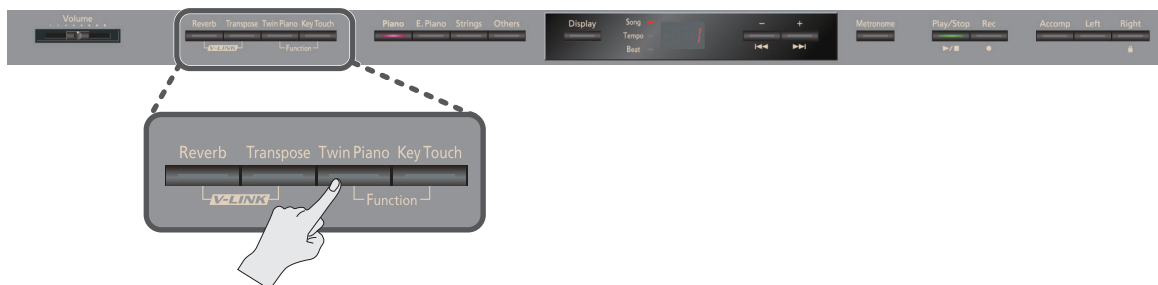 Volume
Reverb Transpose Twin Piano Key Touch
V-LINK
Function
Piano E. Piano Strings Others
Display
Song
Tempo
Beat
1
− +
Metronome
Play/Stop Rec
Accomp Left Right
Reverb Transpose Twin Piano Key Touch
V-LINK
Function